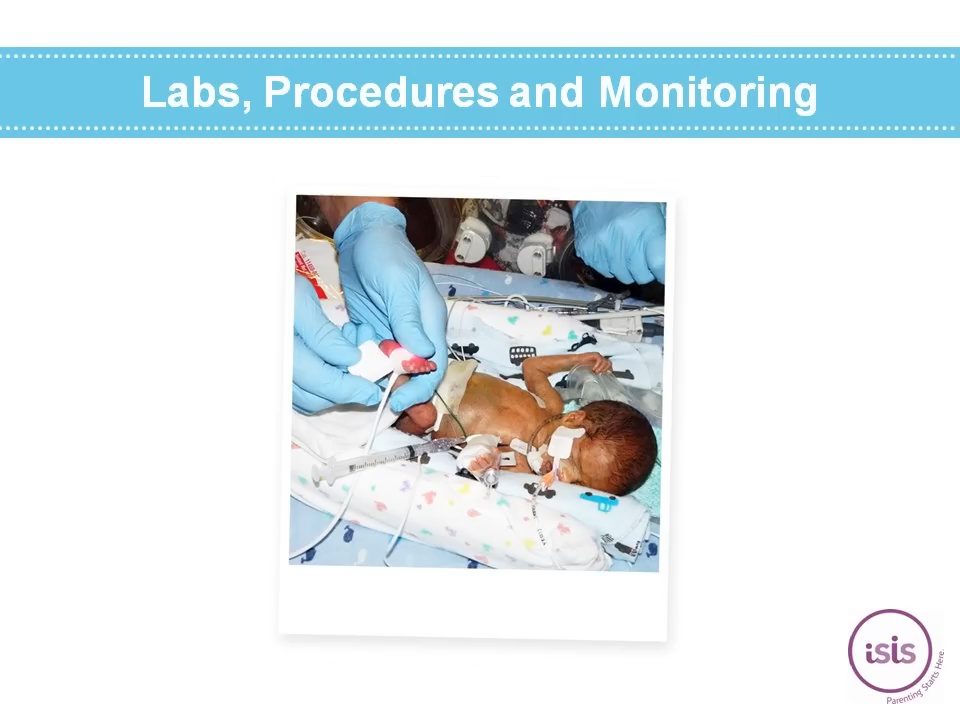 Labs, Procedures and Monitoring
isis
Parenting Starts Here.